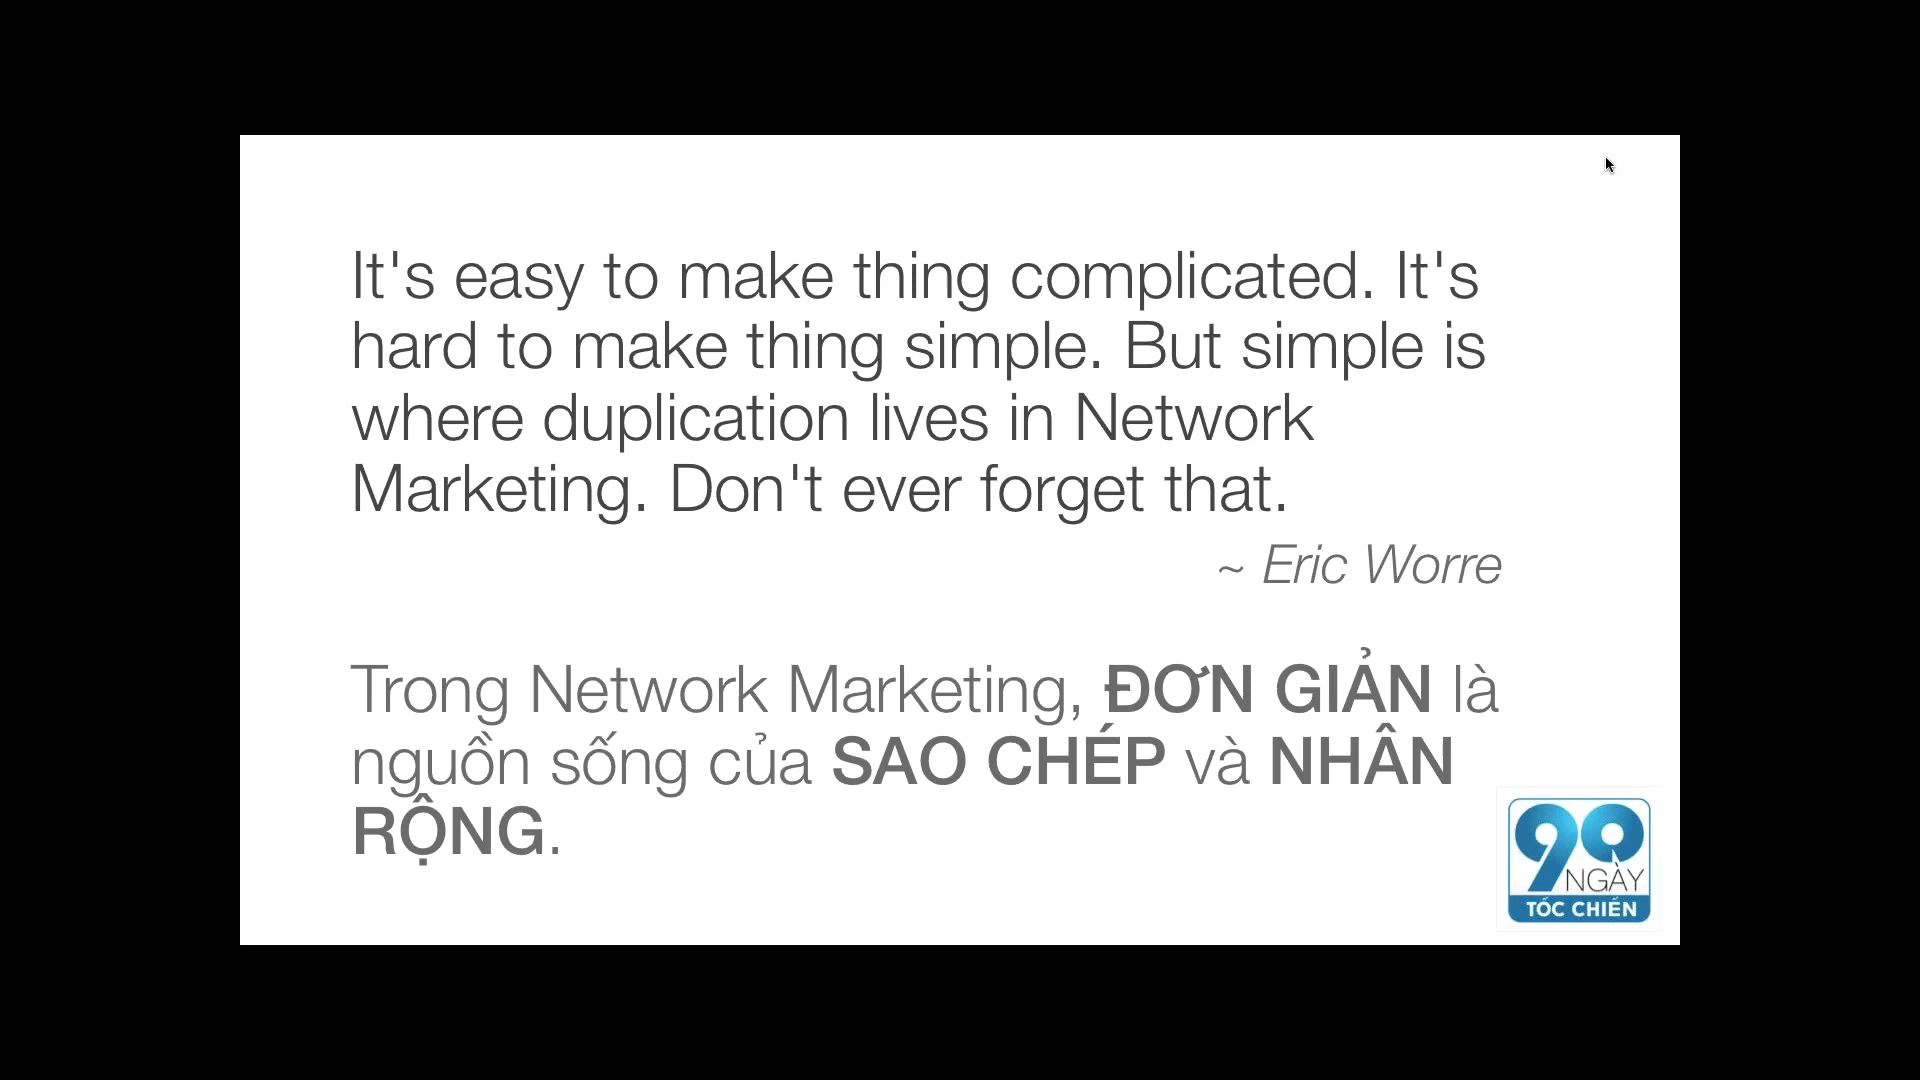 It's easy to make thing complicated. It's
hard to make thing simple. But simple is
where duplication lives in Network
Marketing. Don't ever forget that.
~ Eric Worre
Trong Network Marketing, ĐƠN GIẢN là
nguồn sống của SAO CHÉP và NHÂN
RỘNG.
90
NGÀY
TỐC CHIẾN